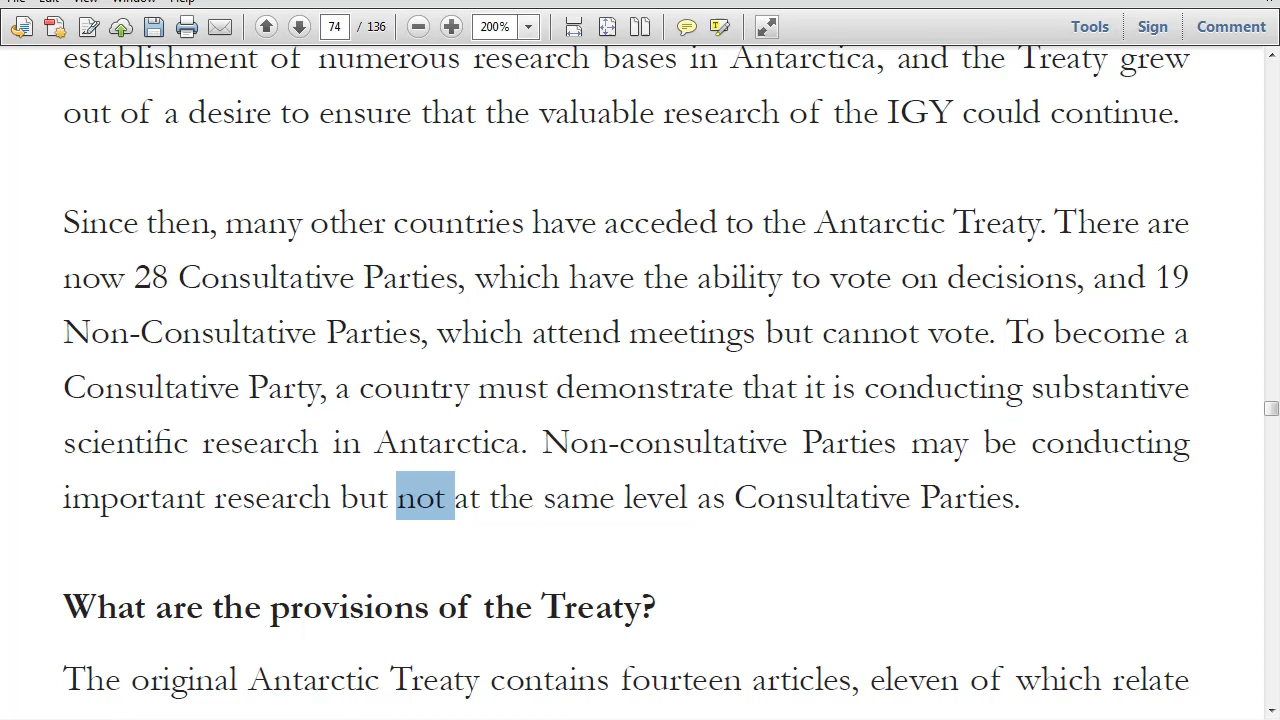 74 / 136 200% Tools Sign Comment
establishment of numerous research bases in Antarctica, and the Treaty grew
out of a desire to ensure that the valuable research of the IGY could continue.
Since then, many other countries have acceded to the Antarctic Treaty. There are
now 28 Consultative Parties, which have the ability to vote on decisions, and 19
Non-Consultative Parties, which attend meetings but cannot vote. To become a
Consultative Party, a country must demonstrate that it is conducting substantive
scientific research in Antarctica. Non-consultative Parties may be conducting
important research but not at the same level as Consultative Parties.
What are the provisions of the Treaty?
The original Antarctic Treaty contains fourteen articles, eleven of which relate